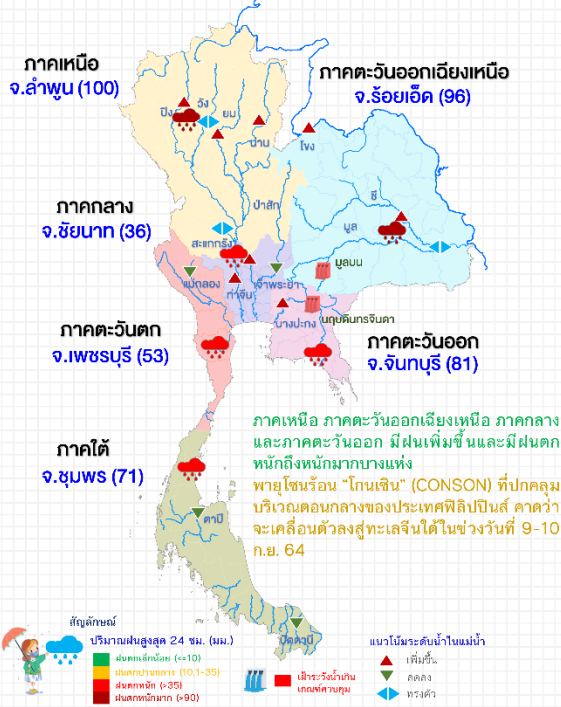 ภาคเหนือ
จ.ลำพูน (100)
ภาคตะวันออกเฉียงเหนือ
จ.ร้อยเอ็ด (96)
วัง
ปิง
ยม
น่าน
โขง
ภาคกลาง
จ.ชัยนาท (36)
ป่าสัก
ชี
มูล
สะแกกรัง
มูลบน
แม่กลอง
ท่าจีน
เจ้าพระยา
นฤบดินทรจินดา
บางปะกง
ภาคตะวันตก
จ.เพชรบุรี (53)
ภาคตะวันออก
จ.จันทบุรี (81)
ภาคใต้
จ.ชุมพร (71)
ตาปี
ปัตตานี
ภาคเหนือ ภาคตะวันออกเฉียงเหนือ ภาคกลาง
และภาคตะวันออก มีฝนเพิ่มขึ้นและมีฝนตก
หนักถึงหนักมากบางแห่ง
พายุโซนร้อน “โกนเซิน” (CONSON) ที่ปกคลุม
บริเวณตอนกลางของประเทศฟิลิปปินส์ คาดว่า
จะเคลื่อนตัวลงสู่ทะเลจีนใต้ในช่วงวันที่ 9-10
ก.ย. 64
สัญลักษณ์
ปริมาณฝนสูงสุด 24 ชม. (มม.)
ฝนตกเล็กน้อย (<=10)
ฝนตกปานกลาง (10.1-35)
ฝนตกหนัก (>35)
ฝนตกหนักมาก (>90)
เฝ้าระวังน้ำเกิน
เกณฑ์ควบคุม
แนวโน้มระดับน้ำในแม่น้ำ
เพิ่มขึ้น
ลดลง
ทรงตัว